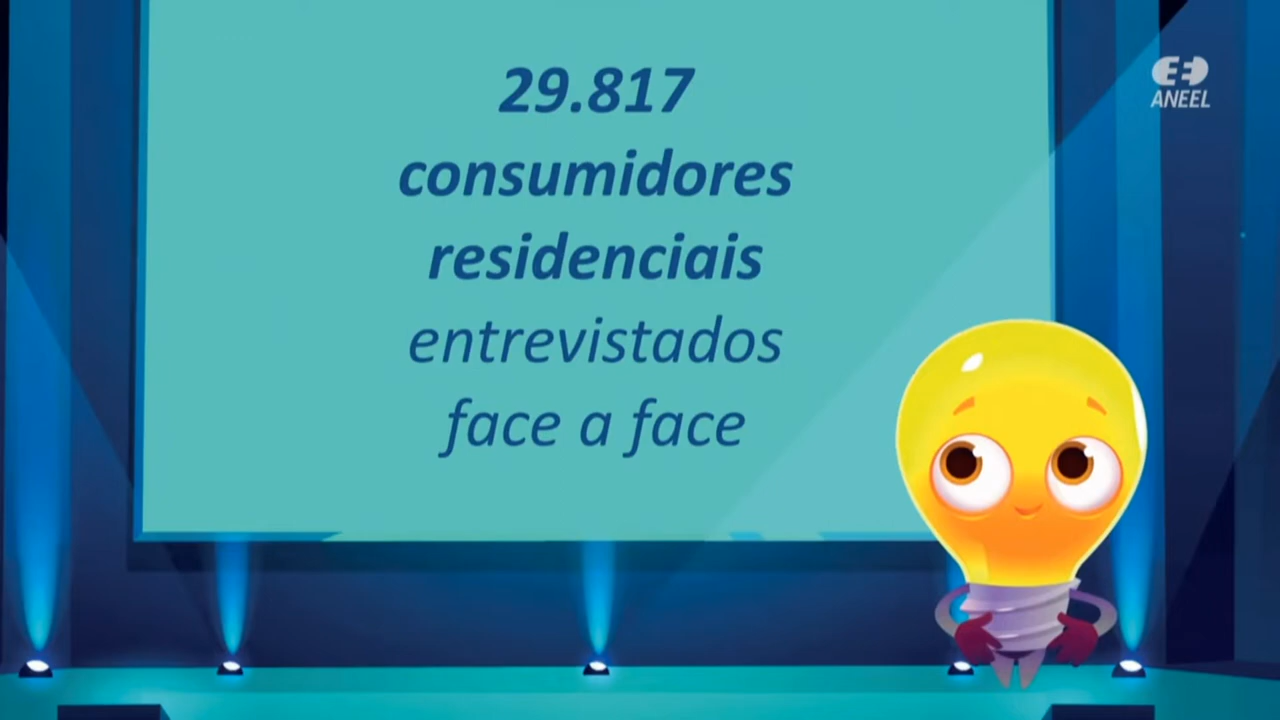 29.817
consumidores
residenciais
entrevistados
face a face
ANEEL